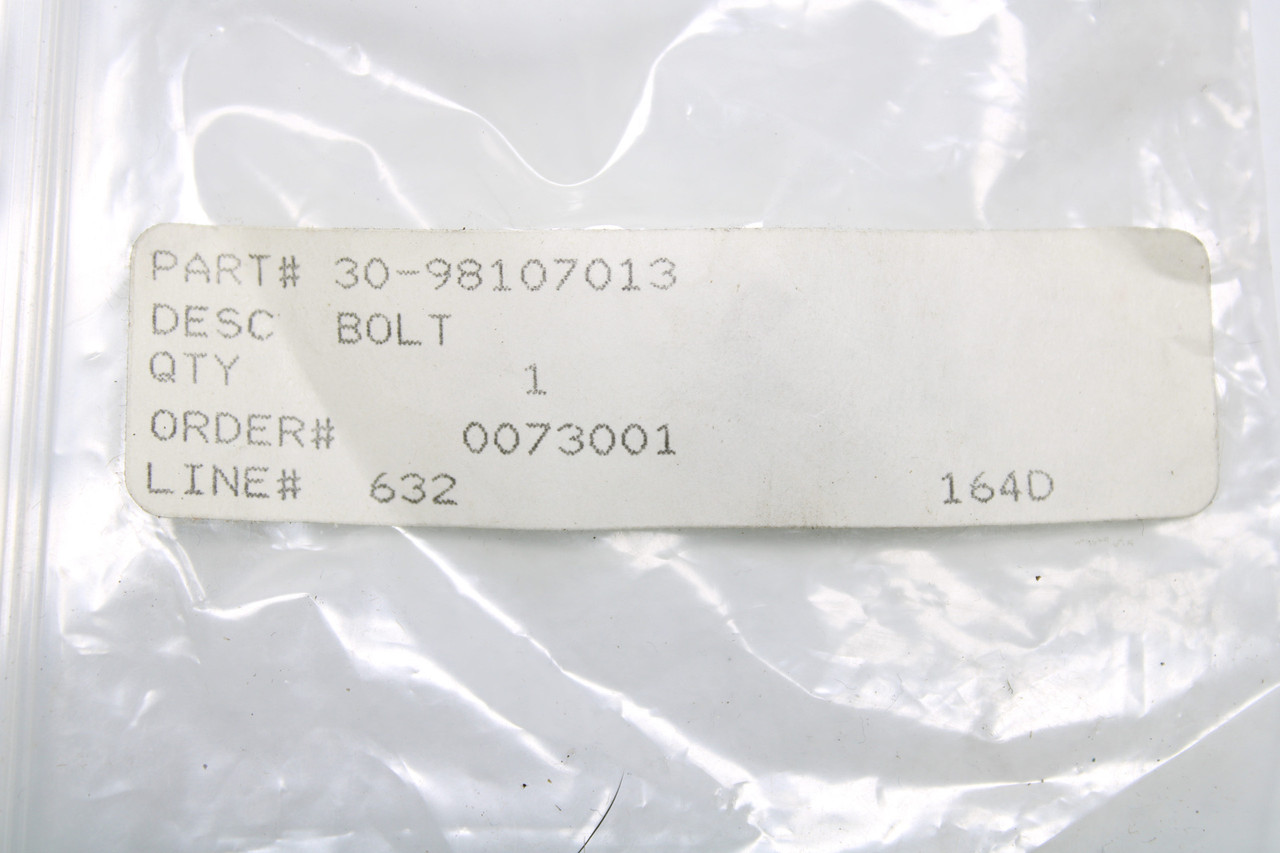 PART# 30-98107013
DESC BOLT
QTY 1
ORDER# 0073001
LINE# 632 164D